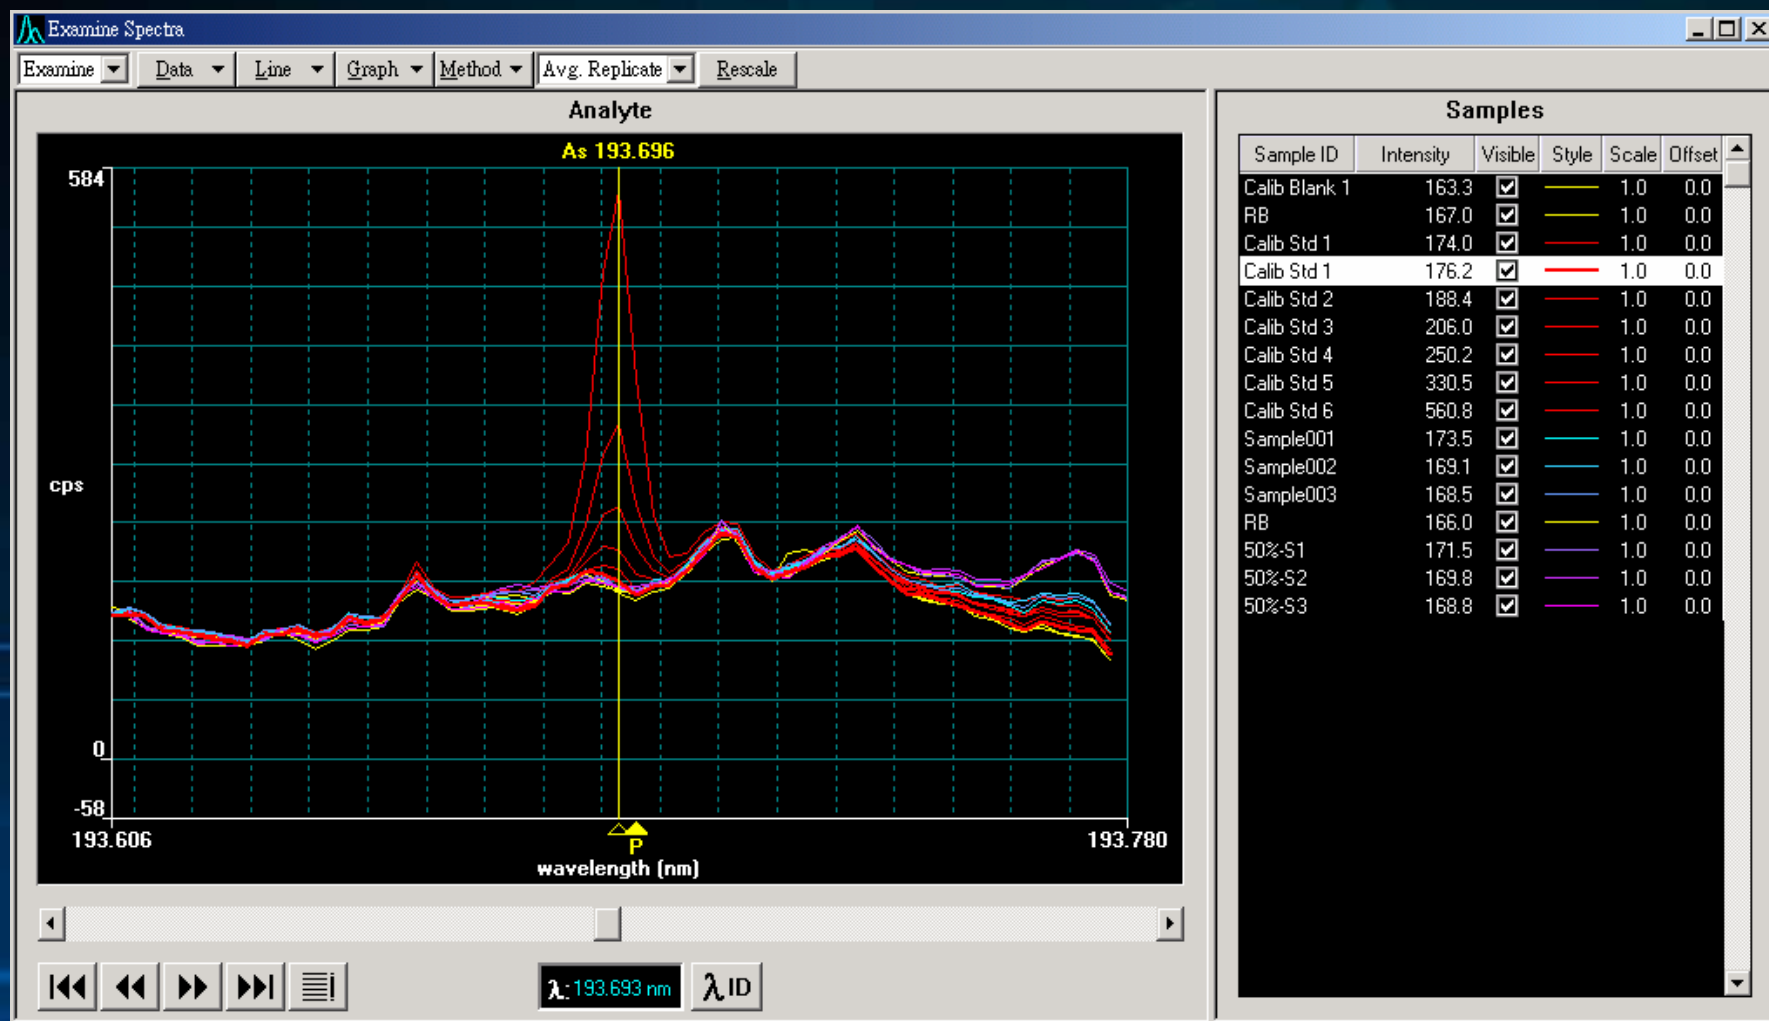 Examine Spectra
Examine Data Line Graph Method Avg. Replicate Rescale
Analyte
As 193.696
584
cps
0
-58
193.606 193.780
P
wavelength (nm)
λ: 193.693 nm λ ID
Samples
Sample ID Intensity Visible Style Scale Offset
Calib Blank 1 163.3 1.0 0.0
RB 167.0 1.0 0.0
Calib Std 1 174.0 1.0 0.0
Calib Std 1 176.2 1.0 0.0
Calib Std 2 188.4 1.0 0.0
Calib Std 3 206.0 1.0 0.0
Calib Std 4 250.2 1.0 0.0
Calib Std 5 330.5 1.0 0.0
Calib Std 6 560.8 1.0 0.0
Sample001 173.5 1.0 0.0
Sample002 169.1 1.0 0.0
Sample003 168.5 1.0 0.0
RB 166.0 1.0 0.0
50%-S1 171.5 1.0 0.0
50%-S2 169.8 1.0 0.0
50%-S3 168.8 1.0 0.0